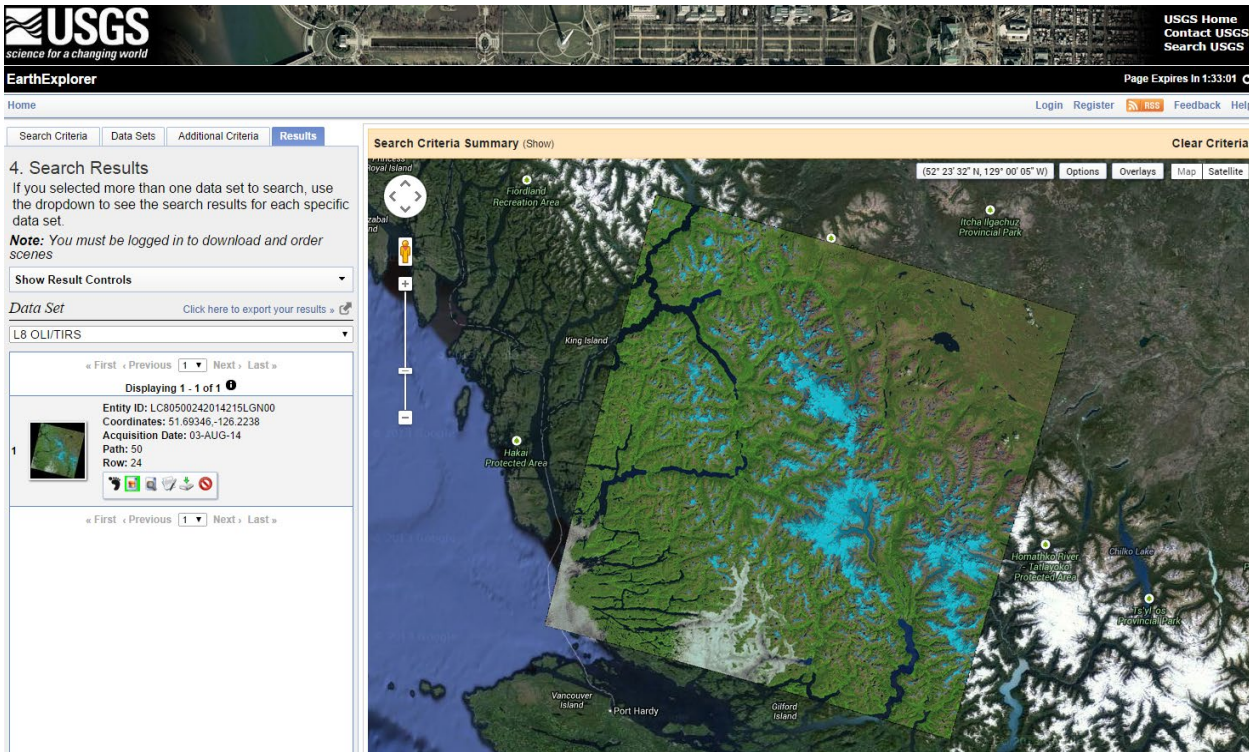 USGS
science for a changing world
USGS Home
Contact USGS
Search USGS
EarthExplorer
Page Expires In 1:33:01
Home
Login Register RSS Feedback Help
Search Criteria Data Sets Additional Criteria Results
4. Search Results
If you selected more than one data set to search, use
the dropdown to see the search results for each specific
data set.
Note: You must be logged in to download and order
scenes
Show Result Controls
Data Set Click here to export your results »
L8 OLI/TIRS
« First ‹ Previous 1 Next › Last »
Displaying 1 - 1 of 1
1
Entity ID: LC80500242014215LGN00
Coordinates: 51.69346,-126.2238
Acquisition Date: 03-AUG-14
Path: 50
Row: 24
« First ‹ Previous 1 Next › Last »
Search Criteria Summary (Show)
Clear Criteria
(52° 23' 32" N, 129° 00' 05" W) Options Overlays Map Satellite
Royal Island
Fiordland
Recreation Area
Itcha Ilgachuz
Provincial Park
King Island
Hakai
Protected Area
Homathko River
- Tatlayoko
Protected Area
Chilko Lake
Ts'yl-os
Provincial Park
Vancouver
Island
Port Hardy
Gilford
Island